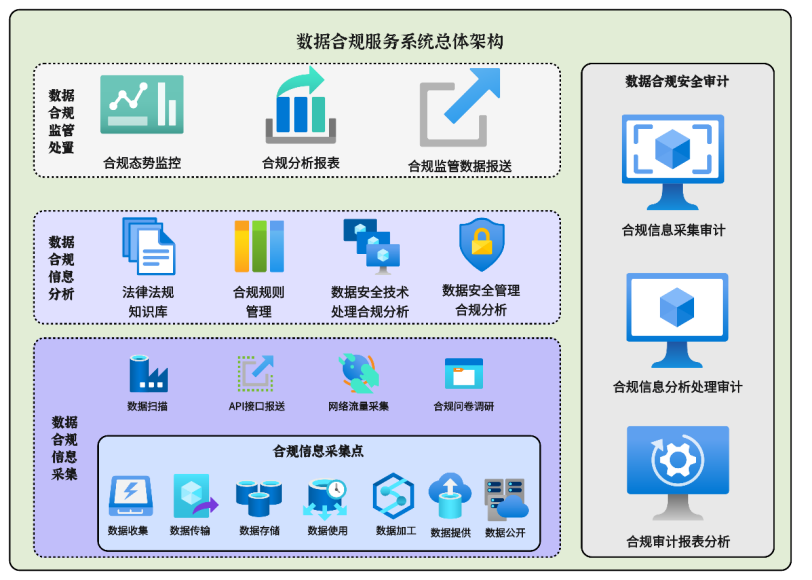 数据合规服务系统总体架构
数据
合规
监管
处置
合规态势监控
合规分析报表
合规监管数据报送
数据
合规
信息
分析
法律法规
知识库
合规规则
管理
数据安全技术
处理合规分析
数据安全管理
合规分析
数据
合规
信息
采集
数据扫描
API接口报送
网络流量采集
合规问卷调研
合规信息采集点
数据收集
数据传输
数据存储
数据使用
数据加工
数据提供
数据公开
数据合规安全审计
合规信息采集审计
合规信息分析处理审计
合规审计报表分析